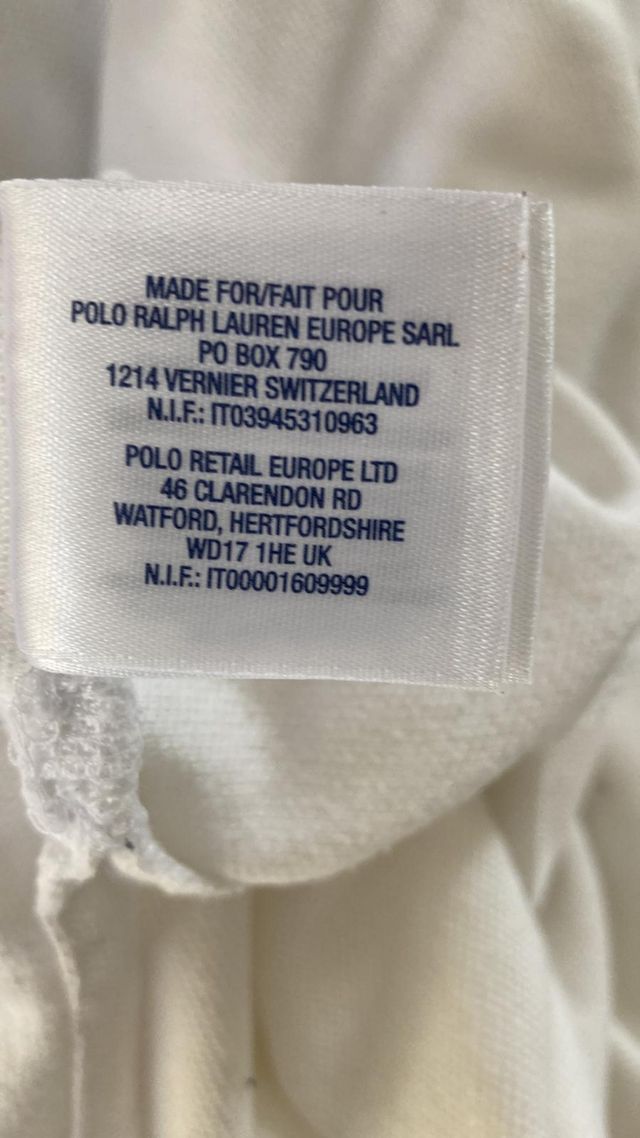 MADE FOR/FAIT POUR
POLO RALPH LAUREN EUROPE SARL
PO BOX 790
1214 VERNIER SWITZERLAND
N.I.F.: IT03945310963
POLO RETAIL EUROPE LTD
46 CLARENDON RD
WATFORD, HERTFORDSHIRE
WD17 1HE UK
N.I.F.: IT00001609999